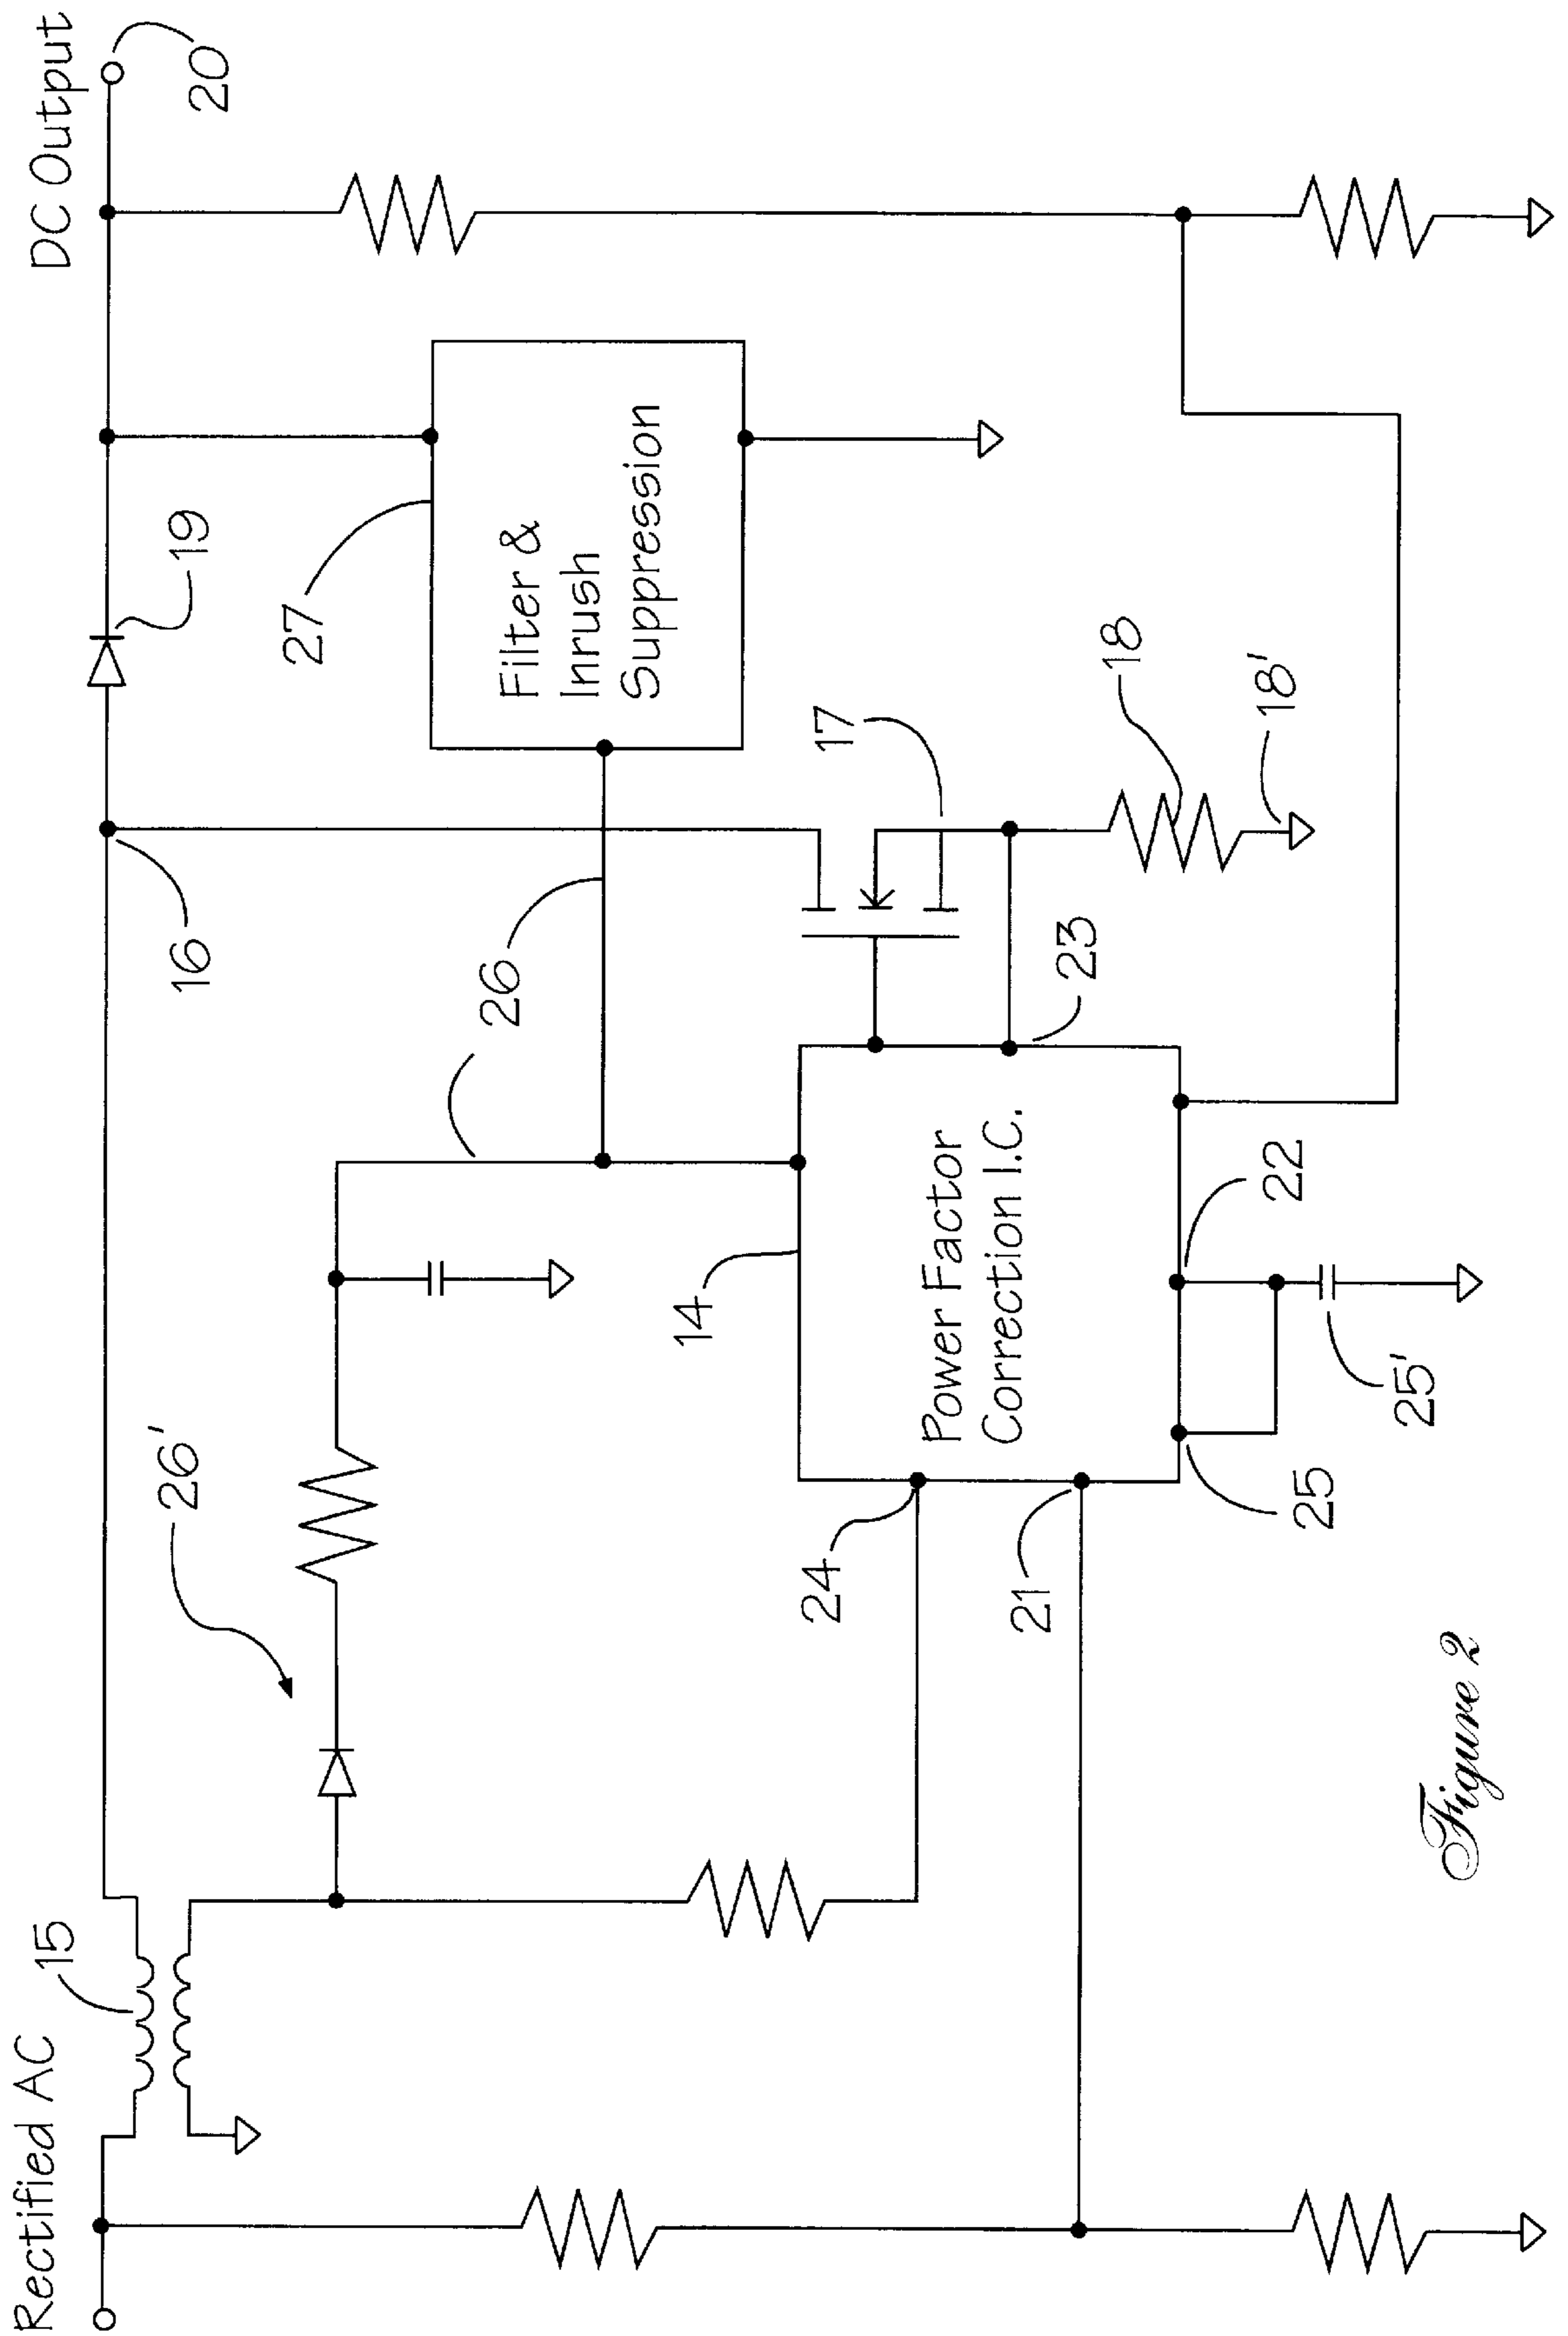 Rectified AC
DC Output
15
20
16
19
26'
27
26
Filter &
Inrush
Suppression
14
17
24
Power Factor
Correction I.C.
21
23
18
25
22
18'
25'
Figure 2